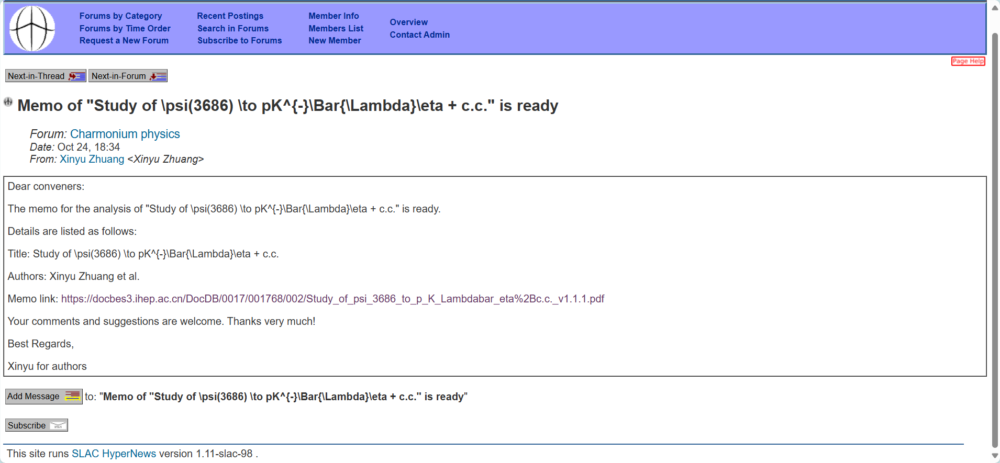 Forums by Category
Forums by Time Order
Request a New Forum
Recent Postings
Search in Forums
Subscribe to Forums
Member Info
Members List
New Member
Overview
Contact Admin
Page Help
Next-in-Thread
Next-in-Forum
Memo of "Study of \psi(3686) \to pK^{-}\Bar{\Lambda}\eta + c.c." is ready
Forum: Charmonium physics
Date: Oct 24, 18:34
From: Xinyu Zhuang <Xinyu Zhuang>
Dear conveners:
The memo for the analysis of "Study of \psi(3686) \to pK^{-}\Bar{\Lambda}\eta + c.c." is ready.
Details are listed as follows:
Title: Study of \psi(3686) \to pK^{-}\Bar{\Lambda}\eta + c.c.
Authors: Xinyu Zhuang et al.
Memo link: https://docbes3.ihep.ac.cn/DocDB/0017/001768/002/Study_of_psi_3686_to_p_K_Lambdabar_eta%2Bc.c._v1.1.1.pdf
Your comments and suggestions are welcome. Thanks very much!
Best Regards,
Xinyu for authors
Add Message to: "Memo of "Study of \psi(3686) \to pK^{-}\Bar{\Lambda}\eta + c.c." is ready"
Subscribe
This site runs SLAC HyperNews version 1.11-slac-98 .